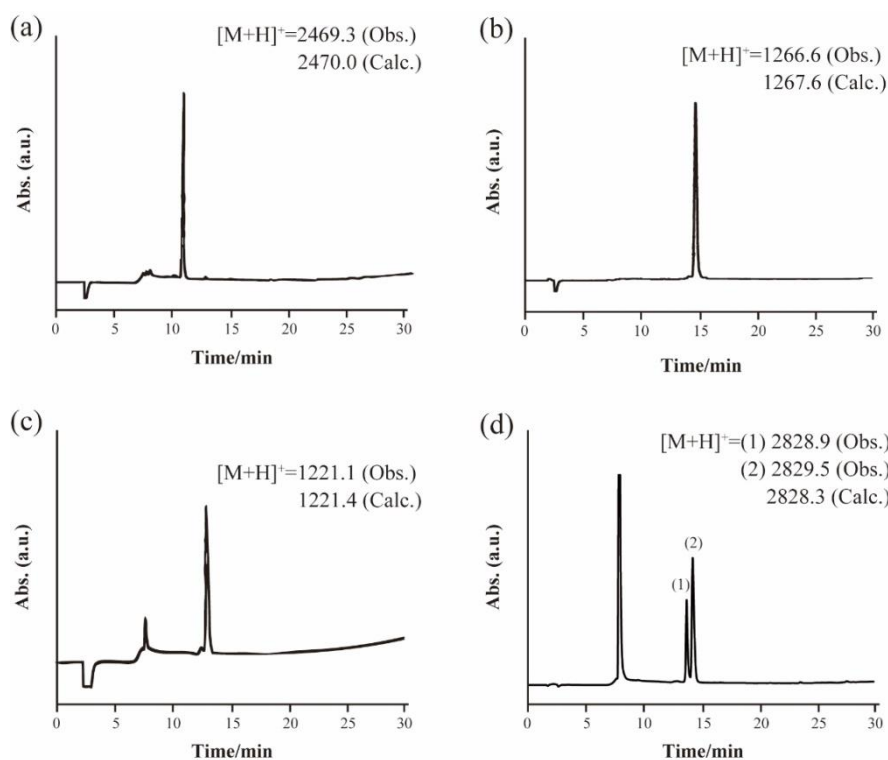 (a)
[M+H]+=2469.3 (Obs.)
2470.0 (Calc.)
Abs. (a.u.)
0 5 10 15 20 25 30
Time/min
(b)
[M+H]+=1266.6 (Obs.)
1267.6 (Calc.)
Abs. (a.u.)
0 5 10 15 20 25 30
Time/min
(c)
[M+H]+=1221.1 (Obs.)
1221.4 (Calc.)
Abs. (a.u.)
0 5 10 15 20 25 30
Time/min
(d)
[M+H]+=(1) 2828.9 (Obs.)
(2) 2829.5 (Obs.)
2828.3 (Calc.)
(2)
(1)
Abs. (a.u.)
0 5 10 15 20 25 30
Time/min